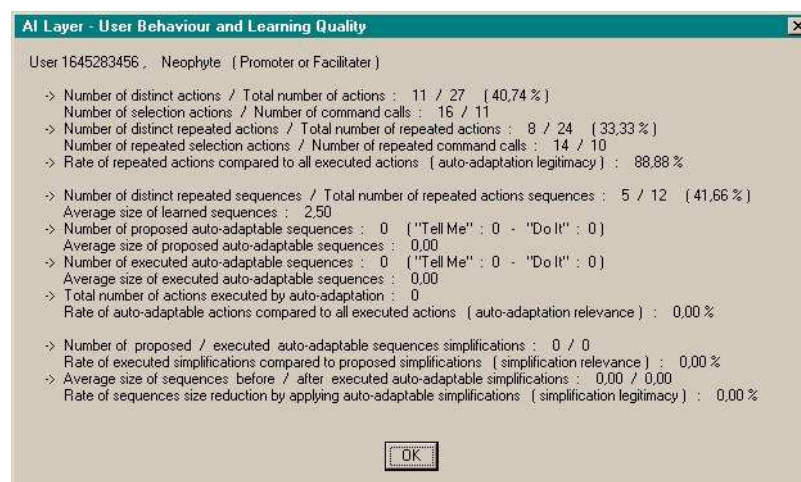 AI Layer - User Behaviour and Learning Quality
User 1645283456 , Neophyte ( Promoter or Facilitater )
-> Number of distinct actions / Total number of actions : 11 / 27 ( 40,74 % )
Number of selection actions / Number of command calls : 16 / 11
-> Number of distinct repeated actions / Total number of repeated actions : 8 / 24 ( 33,33 % )
Number of repeated selection actions / Number of repeated command calls : 14 / 10
-> Rate of repeated actions compared to all executed actions ( auto-adaptation legitimacy ) : 88,88 %
-> Number of distinct repeated sequences / Total number of repeated actions sequences : 5 / 12 ( 41,66 % )
Average size of learned sequences : 2,50
-> Number of proposed auto-adaptable sequences : 0 ( "Tell Me" : 0 - "Do It" : 0 )
Average size of proposed auto-adaptable sequences : 0,00
-> Number of executed auto-adaptable sequences : 0 ( "Tell Me" : 0 - "Do It" : 0 )
Average size of executed auto-adaptable sequences : 0,00
-> Total number of actions executed by auto-adaptation : 0
Rate of auto-adaptable actions compared to all executed actions ( auto-adaptation relevance ) : 0,00 %
-> Number of proposed / executed auto-adaptable sequences simplifications : 0 / 0
Rate of executed simplifications compared to proposed simplifications ( simplification relevance ) : 0,00 %
-> Average size of sequences before / after executed auto-adaptable simplifications : 0,00 / 0,00
Rate of sequences size reduction by applying auto-adaptable simplifications ( simplification legitimacy ) : 0,00 %
OK